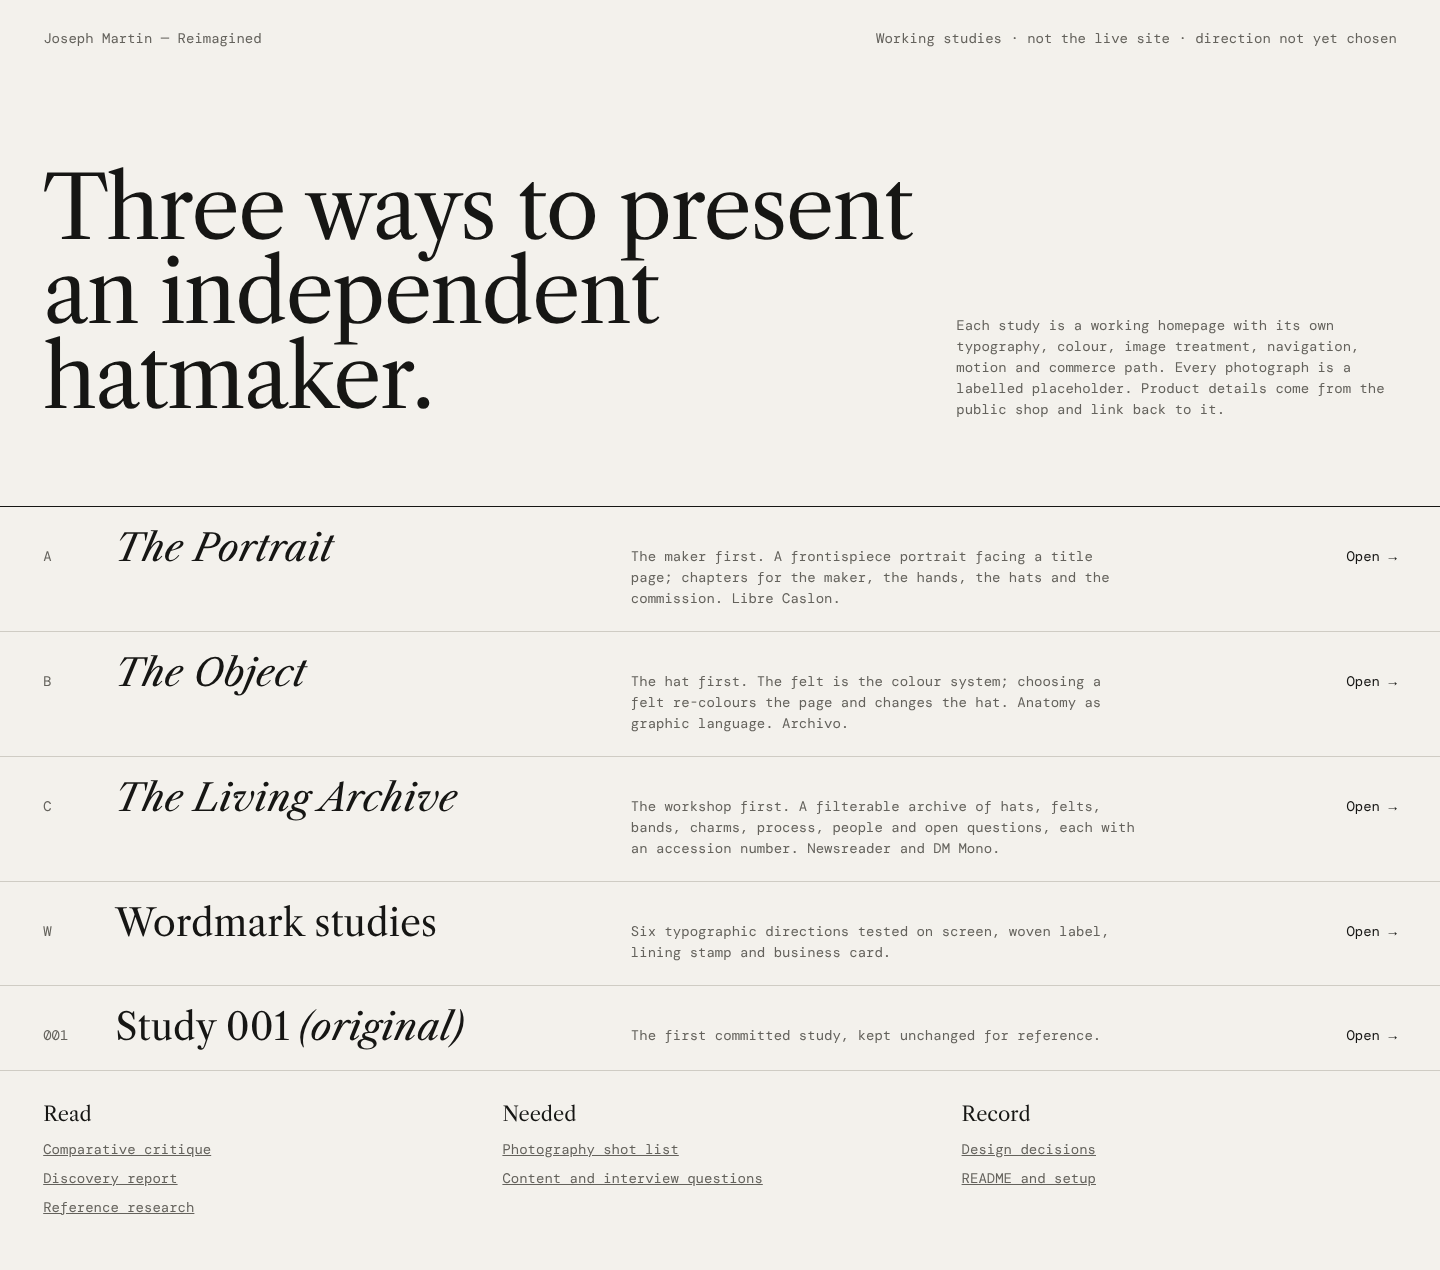 Joseph Martin — Reimagined
Working studies · not the live site · direction not yet chosen
Three ways to present
an independent
hatmaker.
Each study is a working homepage with its own
typography, colour, image treatment, navigation,
motion and commerce path. Every photograph is a
labelled placeholder. Product details come from the
public shop and link back to it.
A
The Portrait
The maker first. A frontispiece portrait facing a title
page; chapters for the maker, the hands, the hats and the
commission. Libre Caslon.
Open →
B
The Object
The hat first. The felt is the colour system; choosing a
felt re-colours the page and changes the hat. Anatomy as
graphic language. Archivo.
Open →
C
The Living Archive
The workshop first. A filterable archive of hats, felts,
bands, charms, process, people and open questions, each with
an accession number. Newsreader and DM Mono.
Open →
W
Wordmark studies
Six typographic directions tested on screen, woven label,
lining stamp and business card.
Open →
001
Study 001 (original)
The first committed study, kept unchanged for reference.
Open →
Read
Comparative critique
Discovery report
Reference research
Needed
Photography shot list
Content and interview questions
Record
Design decisions
README and setup